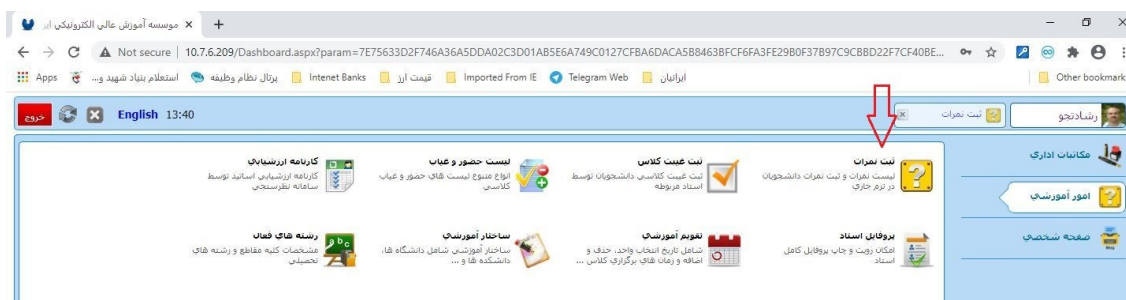 موسسه آموزش عالی الکترونیکی ایر
Not secure | 10.7.6.209/Dashboard.aspx?param=7E75633D2F746A36A5DDA02C3D01AB5E6A749C0127CFBA6DACA5B8463BFCF6FA3FE29B0F37B97C9CBBD22F7CF40BE...
Apps استعلام بنیاد شهید و... پرتال نظام وظیفه Intenet Banks قیمت ارز Imported From IE Telegram Web ایرانیان Other bookmark
خروج English 13:40 ثبت نمرات رشادتجو
مکاتبات اداری
امور آموزشی
صفحه شخصی
ثبت نمرات
لیست نمرات و ثبت نمرات دانشجویان
در ترم جاری
ثبت غیبت کلاس
ثبت غیبت کلاسی دانشجویان توسط
استاد مربوطه
لیست حضور و غیاب
انواع متنوع لیست های حضور و غیاب
کلاسی
کارنامه ارزشیابی
کارنامه ارزشیابی اساتید توسط
سامانه نظرسنجی
پروفایل استاد
امکان رویت و چاپ پروفایل کامل
استاد
تقویم آموزشی
شامل تاریخ انتخاب واحد، حذف و
اضافه و زمان های برگزاری کلاس ...
ساختار آموزشی
ساختار آموزشی شامل دانشگاه ها،
دانشکده ها و ...
رشته های فعال
مشخصات کلیه مقاطع و رشته های
تحصیلی